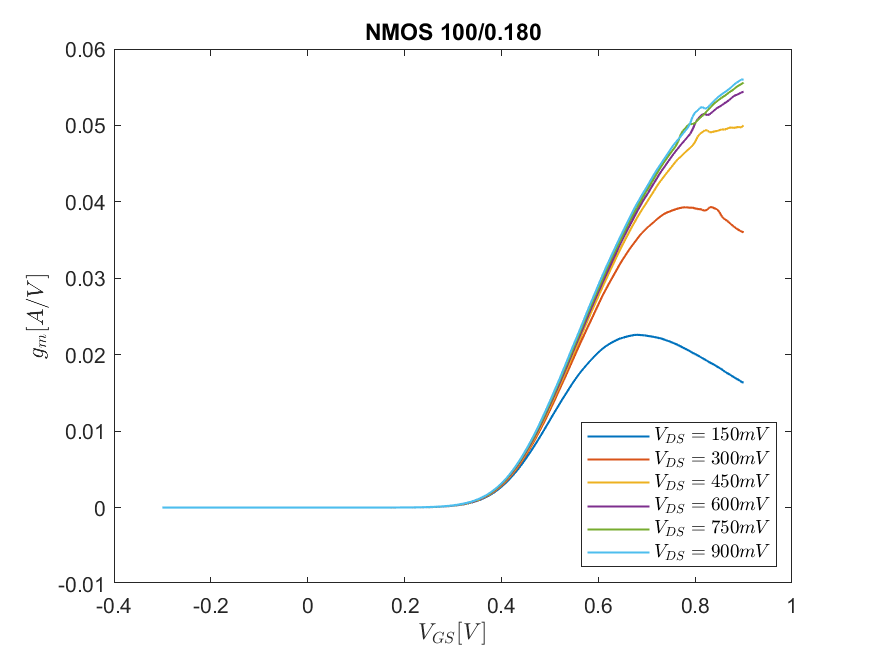 NMOS 100/0.180
0.06
0.05
0.04
0.03
0.02
0.01
0
-0.01
g_m[A/V]
V_DS = 150mV
V_DS = 300mV
V_DS = 450mV
V_DS = 600mV
V_DS = 750mV
V_DS = 900mV
-0.4 -0.2 0 0.2 0.4 0.6 0.8 1
V_GS[V]